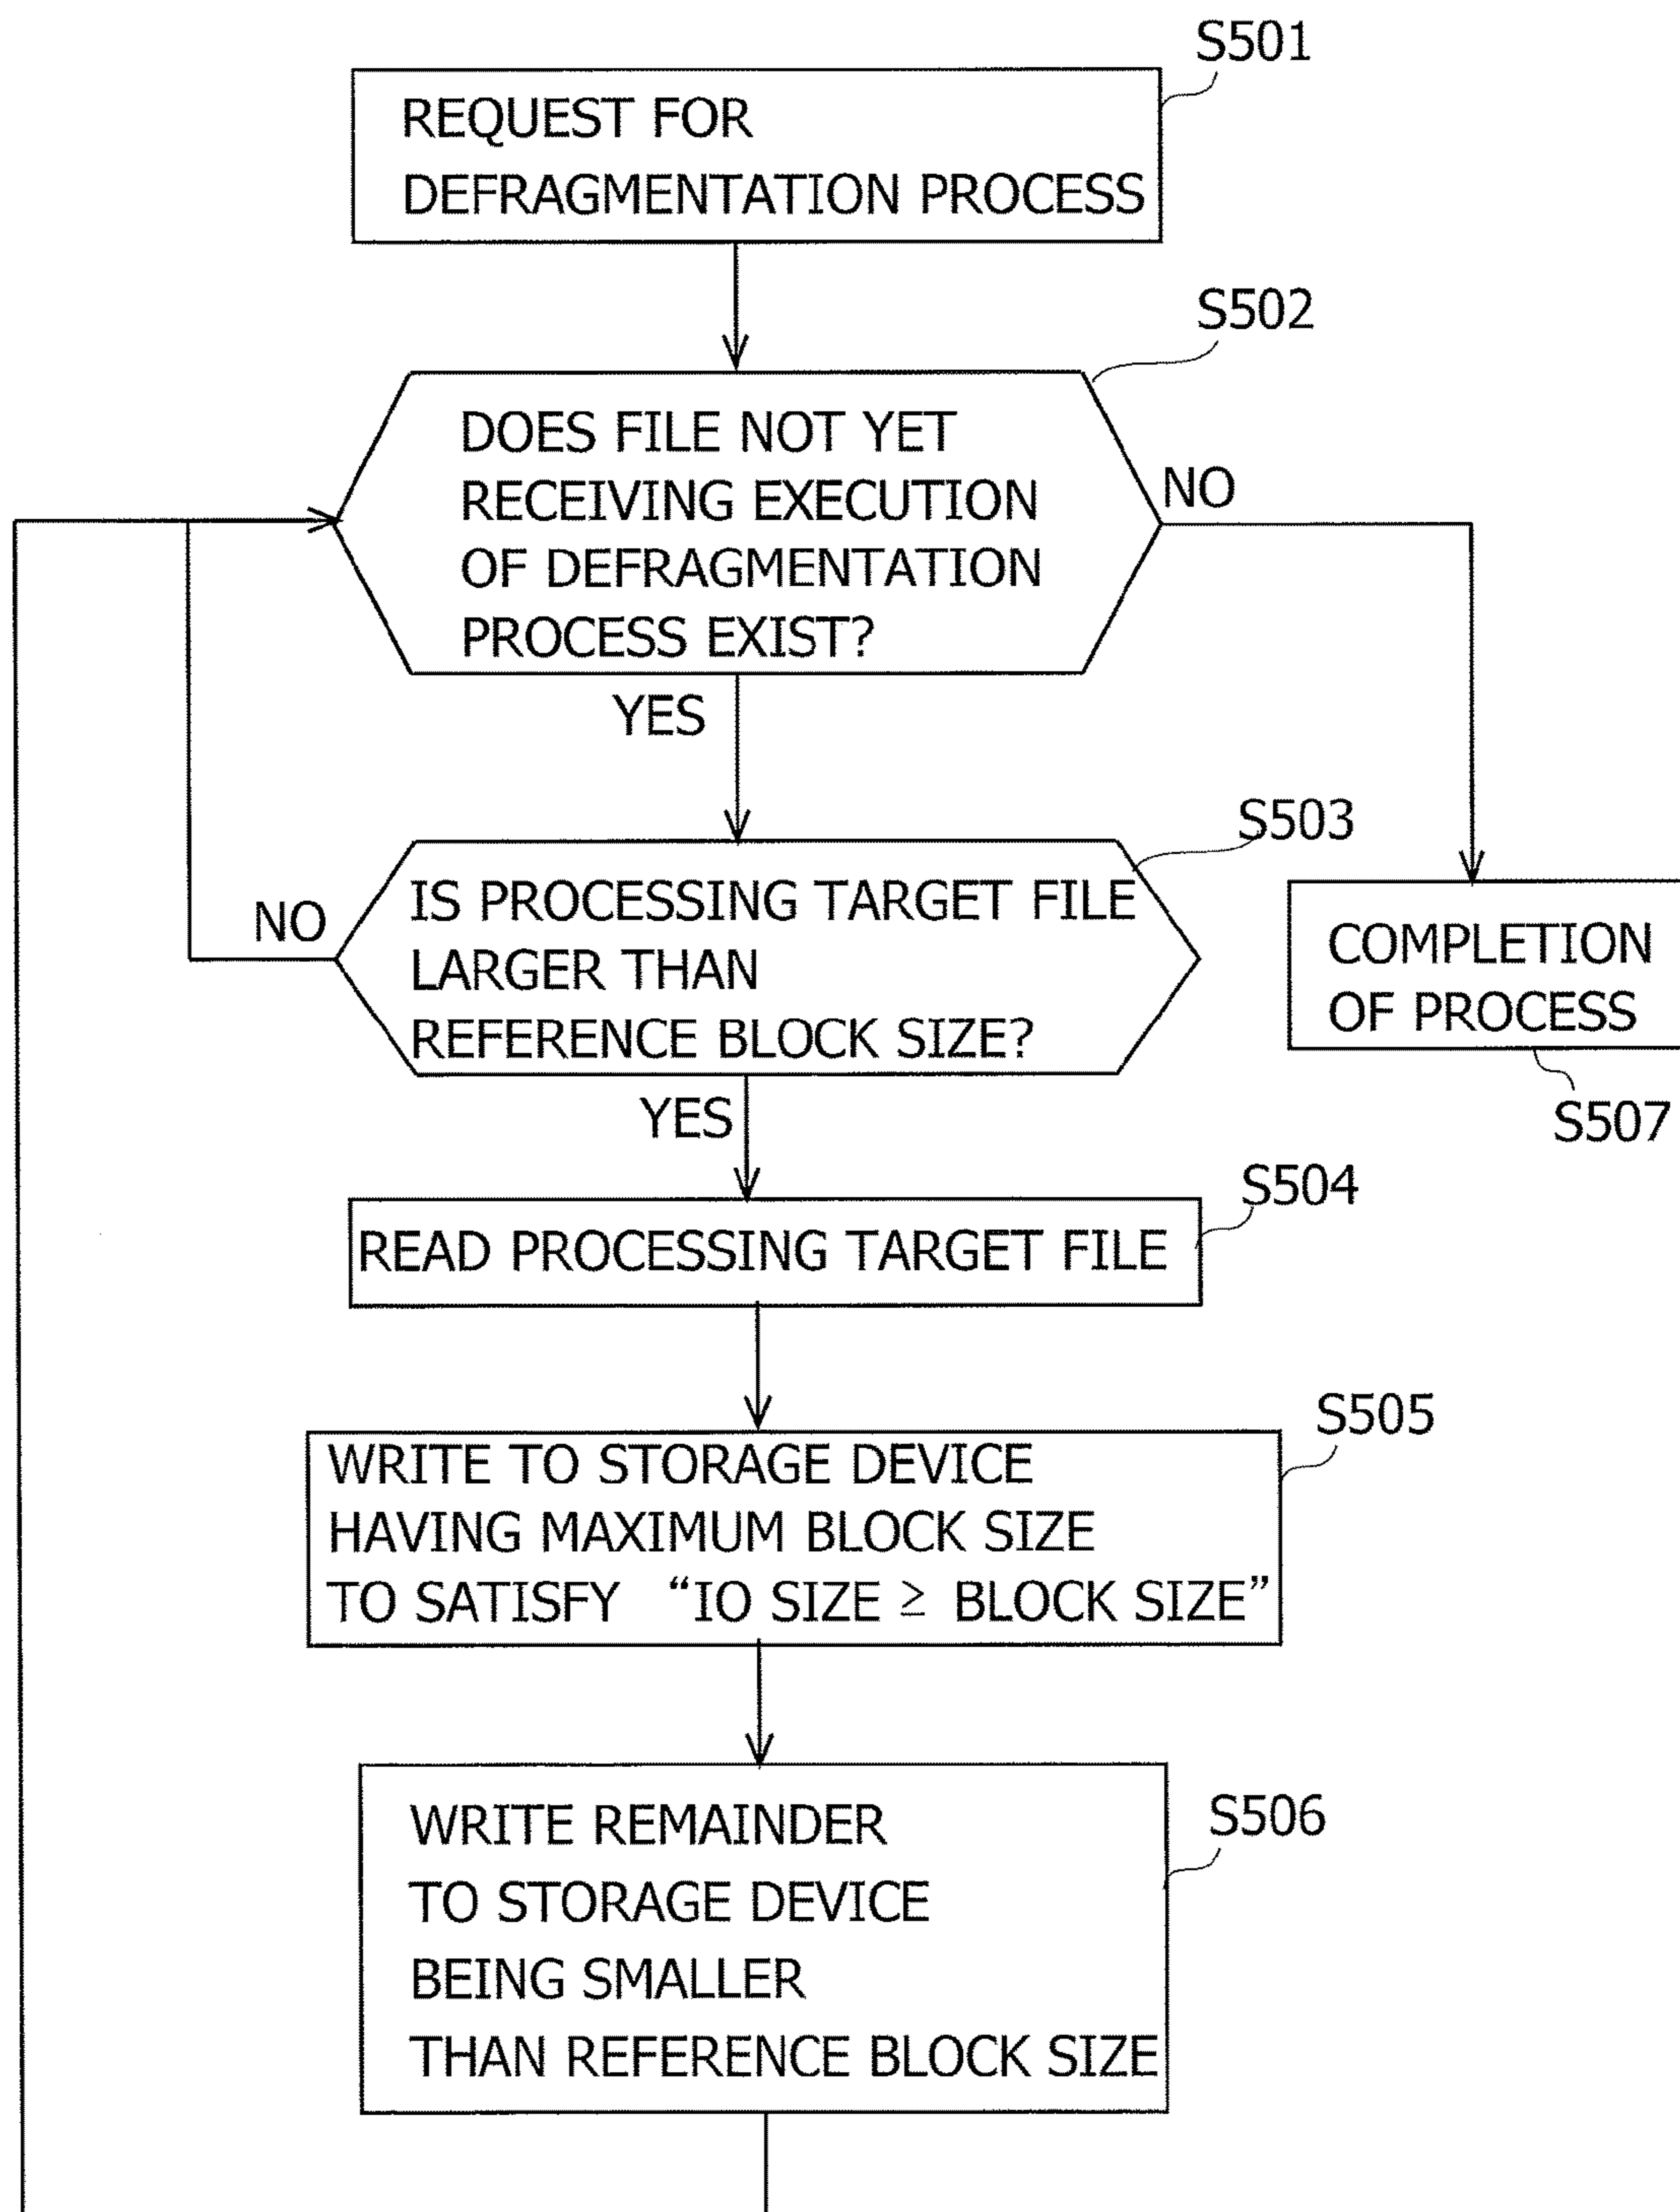 S501
REQUEST FOR
DEFRAGMENTATION PROCESS
S502
DOES FILE NOT YET
RECEIVING EXECUTION
OF DEFRAGMENTATION
PROCESS EXIST?
NO
YES
S503
IS PROCESSING TARGET FILE
LARGER THAN
REFERENCE BLOCK SIZE?
NO
COMPLETION
OF PROCESS
S507
YES
S504
READ PROCESSING TARGET FILE
S505
WRITE TO STORAGE DEVICE
HAVING MAXIMUM BLOCK SIZE
TO SATISFY “IO SIZE ≥ BLOCK SIZE”
S506
WRITE REMAINDER
TO STORAGE DEVICE
BEING SMALLER
THAN REFERENCE BLOCK SIZE